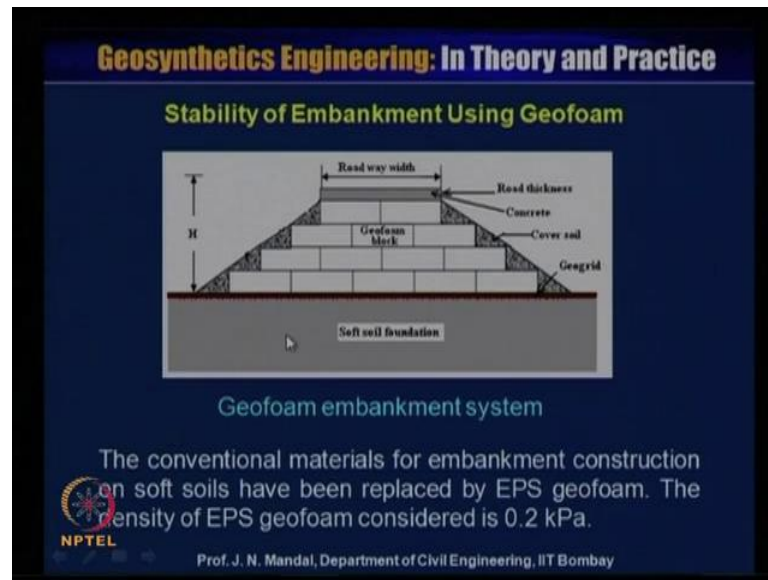 Geosynthetics Engineering: In Theory and Practice
Stability of Embankment Using Geofoam
Road way width
Road thickness
Concrete
H
Geofoam
block
Cover soil
Geogrid
Soft soil foundation
Geofoam embankment system
The conventional materials for embankment construction
on soft soils have been replaced by EPS geofoam. The
density of EPS geofoam considered is 0.2 kPa.
NPTEL
Prof. J. N. Mandal, Department of Civil Engineering, IIT Bombay